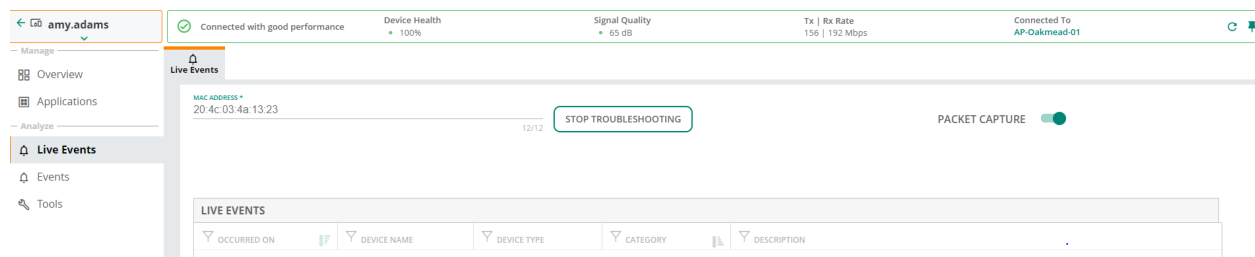 amy.adams
Connected with good performance
Device Health
100%
Signal Quality
65 dB
Tx | Rx Rate
156 | 192 Mbps
Connected To
AP-Oakmead-01
Manage
Overview
Applications
Analyze
Live Events
Events
Tools
Live Events
MAC ADDRESS *
20:4c:03:4a:13:23
12/12
STOP TROUBLESHOOTING
PACKET CAPTURE
LIVE EVENTS
OCCURRED ON DEVICE NAME DEVICE TYPE CATEGORY DESCRIPTION